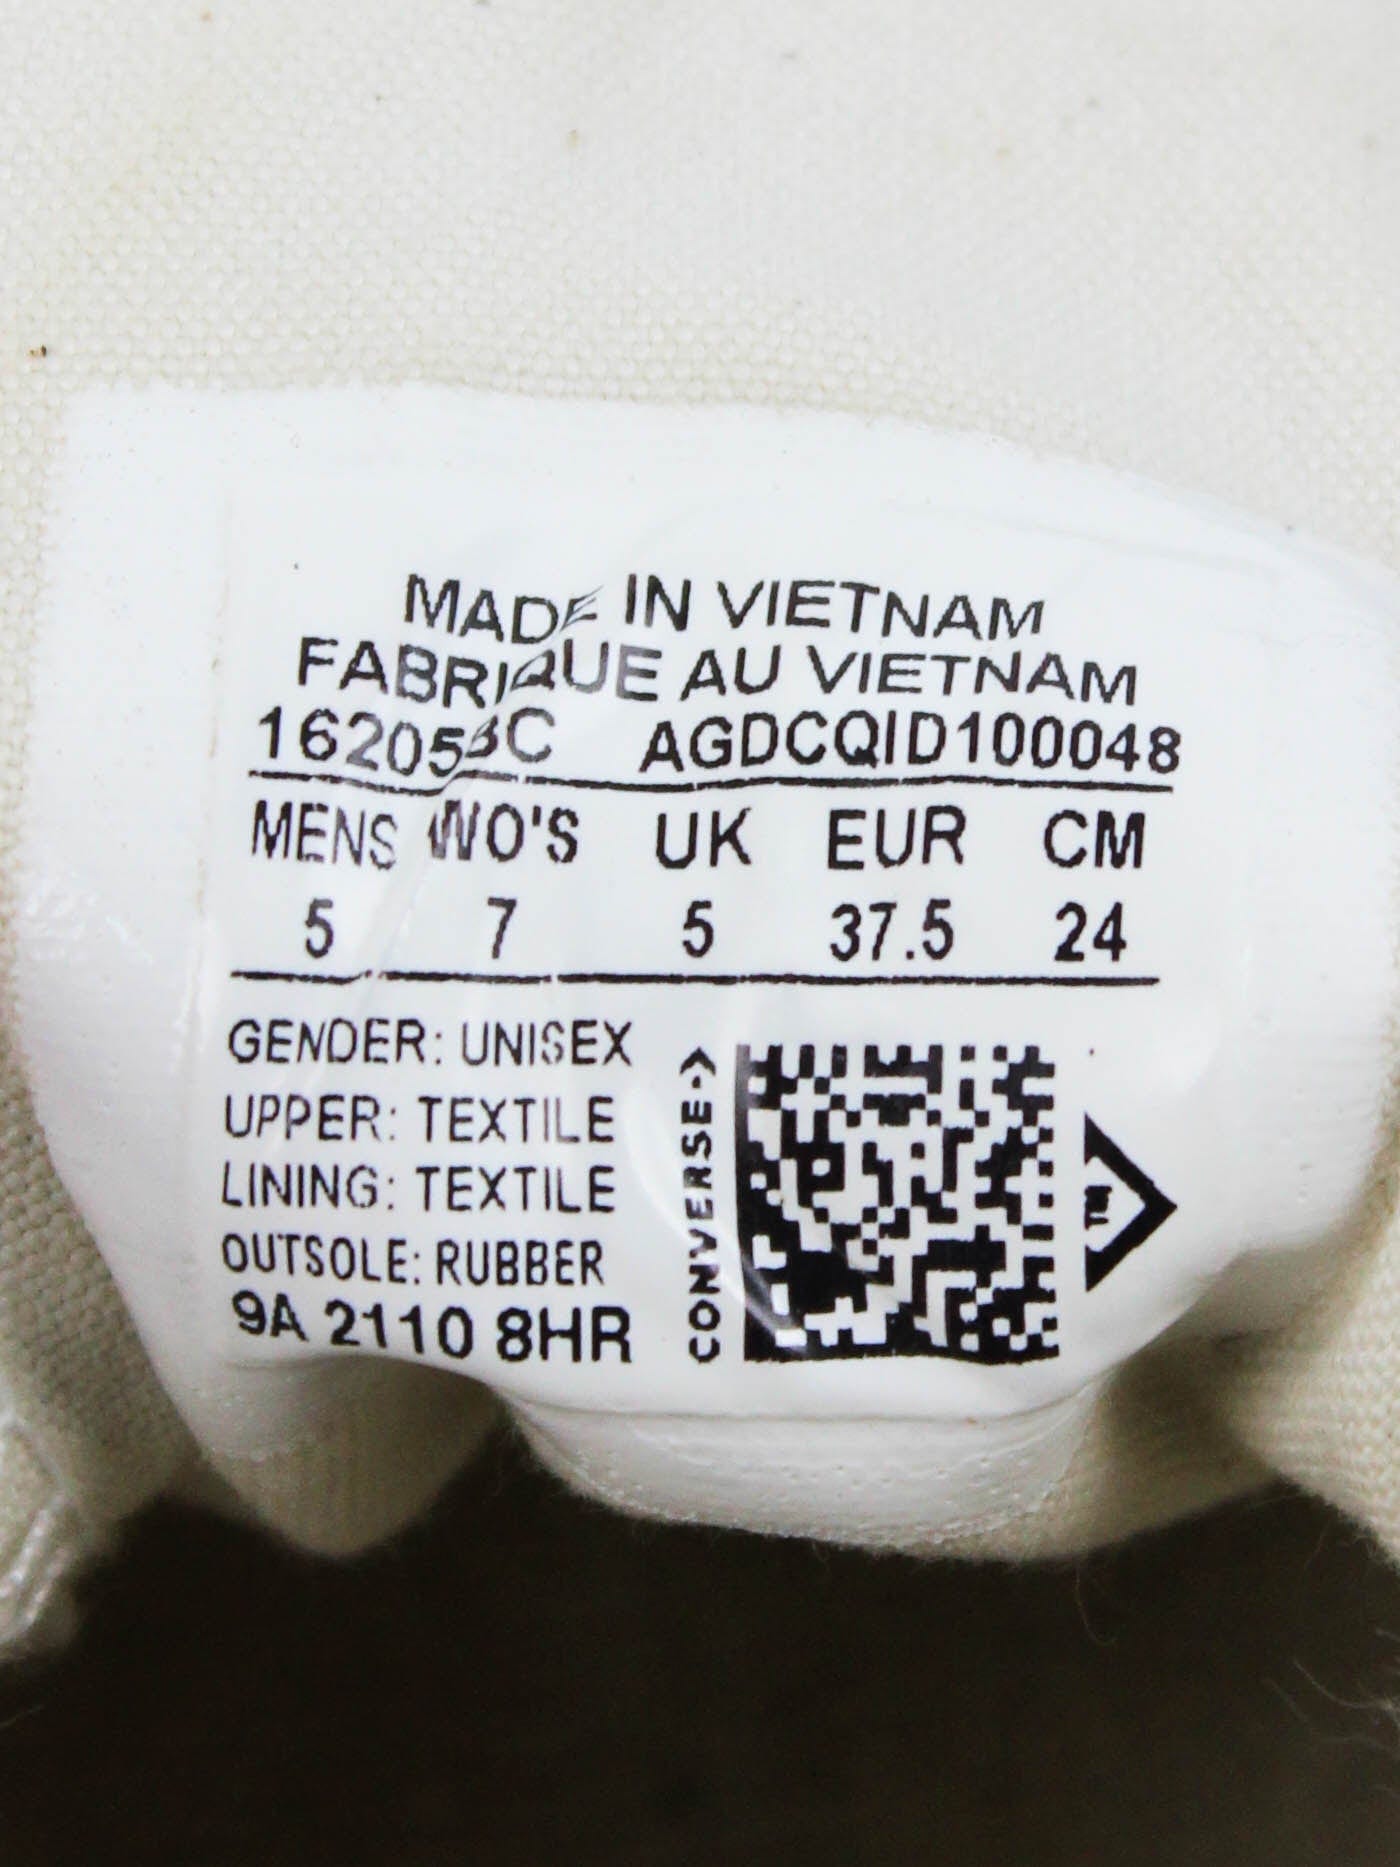 MADE IN VIETNAM
FABRIQUE AU VIETNAM
AGDCQID100048
MENS WO'S UK EUR CM
5 7 5 37.5 24
GENDER: UNISEX
UPPER: TEXTILE
LINING: TEXTILE
OUTSOLE: RUBBER
9A 2110 8HR
CONVERSE
TM